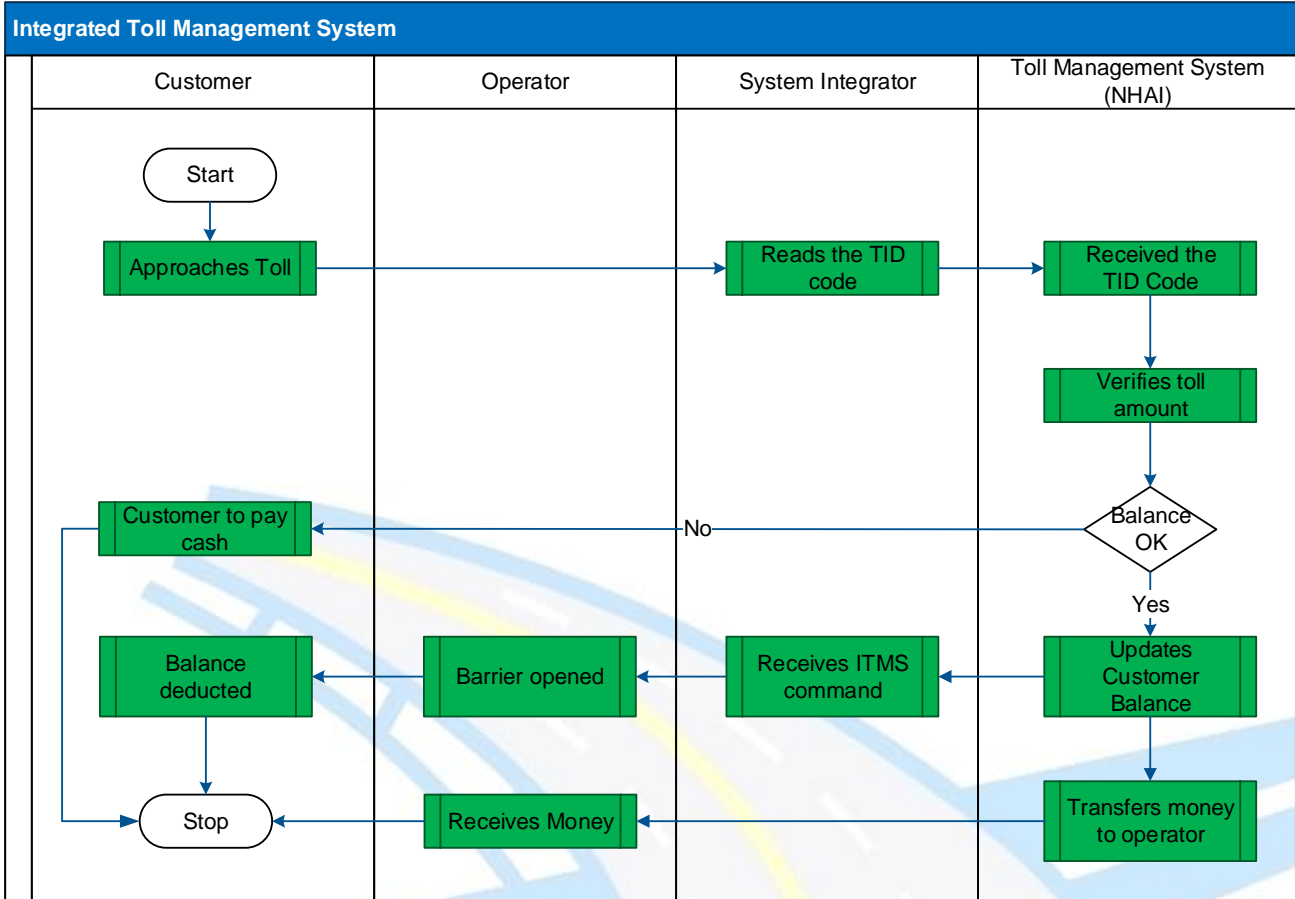 Integrated Toll Management System
Customer
Operator
System Integrator
Toll Management System
(NHAI)
Start
Approaches Toll
Reads the TID
code
Received the
TID Code
Verifies toll
amount
Customer to pay
cash
No
Balance
OK
Yes
Balance
deducted
Barrier opened
Receives ITMS
command
Updates
Customer
Balance
Stop
Receives Money
Transfers money
to operator